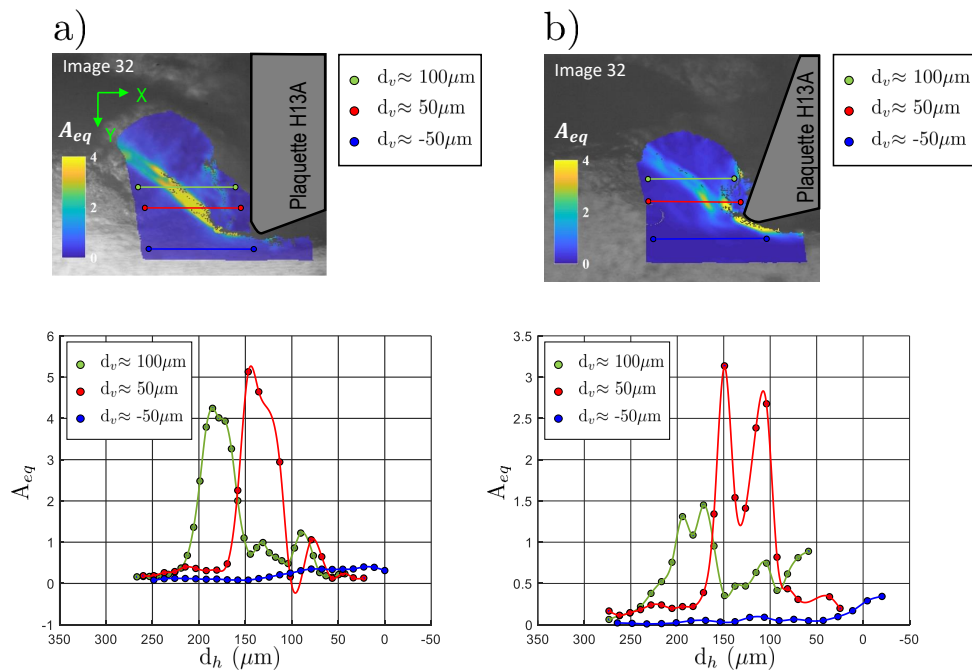 a)
Image 32
X
Y
A_eq
4
2
0
Plaquette H13A
d_v≈ 100μm
d_v≈ 50μm
d_v≈ -50μm
b)
Image 32
A_eq
4
2
0
Plaquette H13A
d_v≈ 100μm
d_v≈ 50μm
d_v≈ -50μm
6
5
4
3
2
1
0
-1
A_eq
d_v≈ 100μm
d_v≈ 50μm
d_v≈ -50μm
350 300 250 200 150 100 50 0 -50
d_h (μm)
3.5
3
2.5
2
1.5
1
0.5
0
A_eq
d_v≈ 100μm
d_v≈ 50μm
d_v≈ -50μm
350 300 250 200 150 100 50 0 -50
d_h (μm)